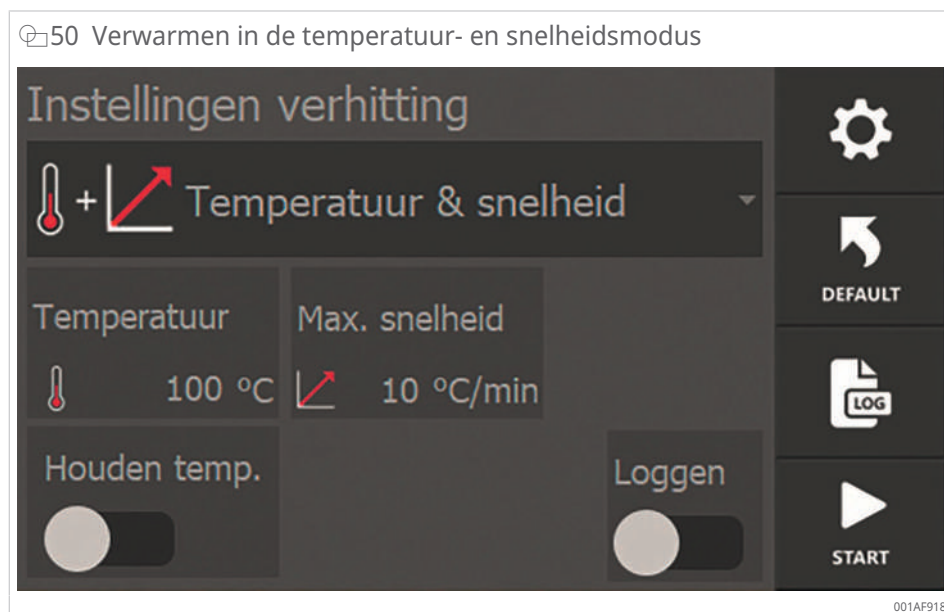 50 Verwarmen in de temperatuur- en snelheidsmodus
Instellingen verhitting
+ Temperatuur & snelheid
DEFAULT
Temperatuur
100 °C
Max. snelheid
10 °C/min
LOG
Houden temp.
Loggen
START
001AF918